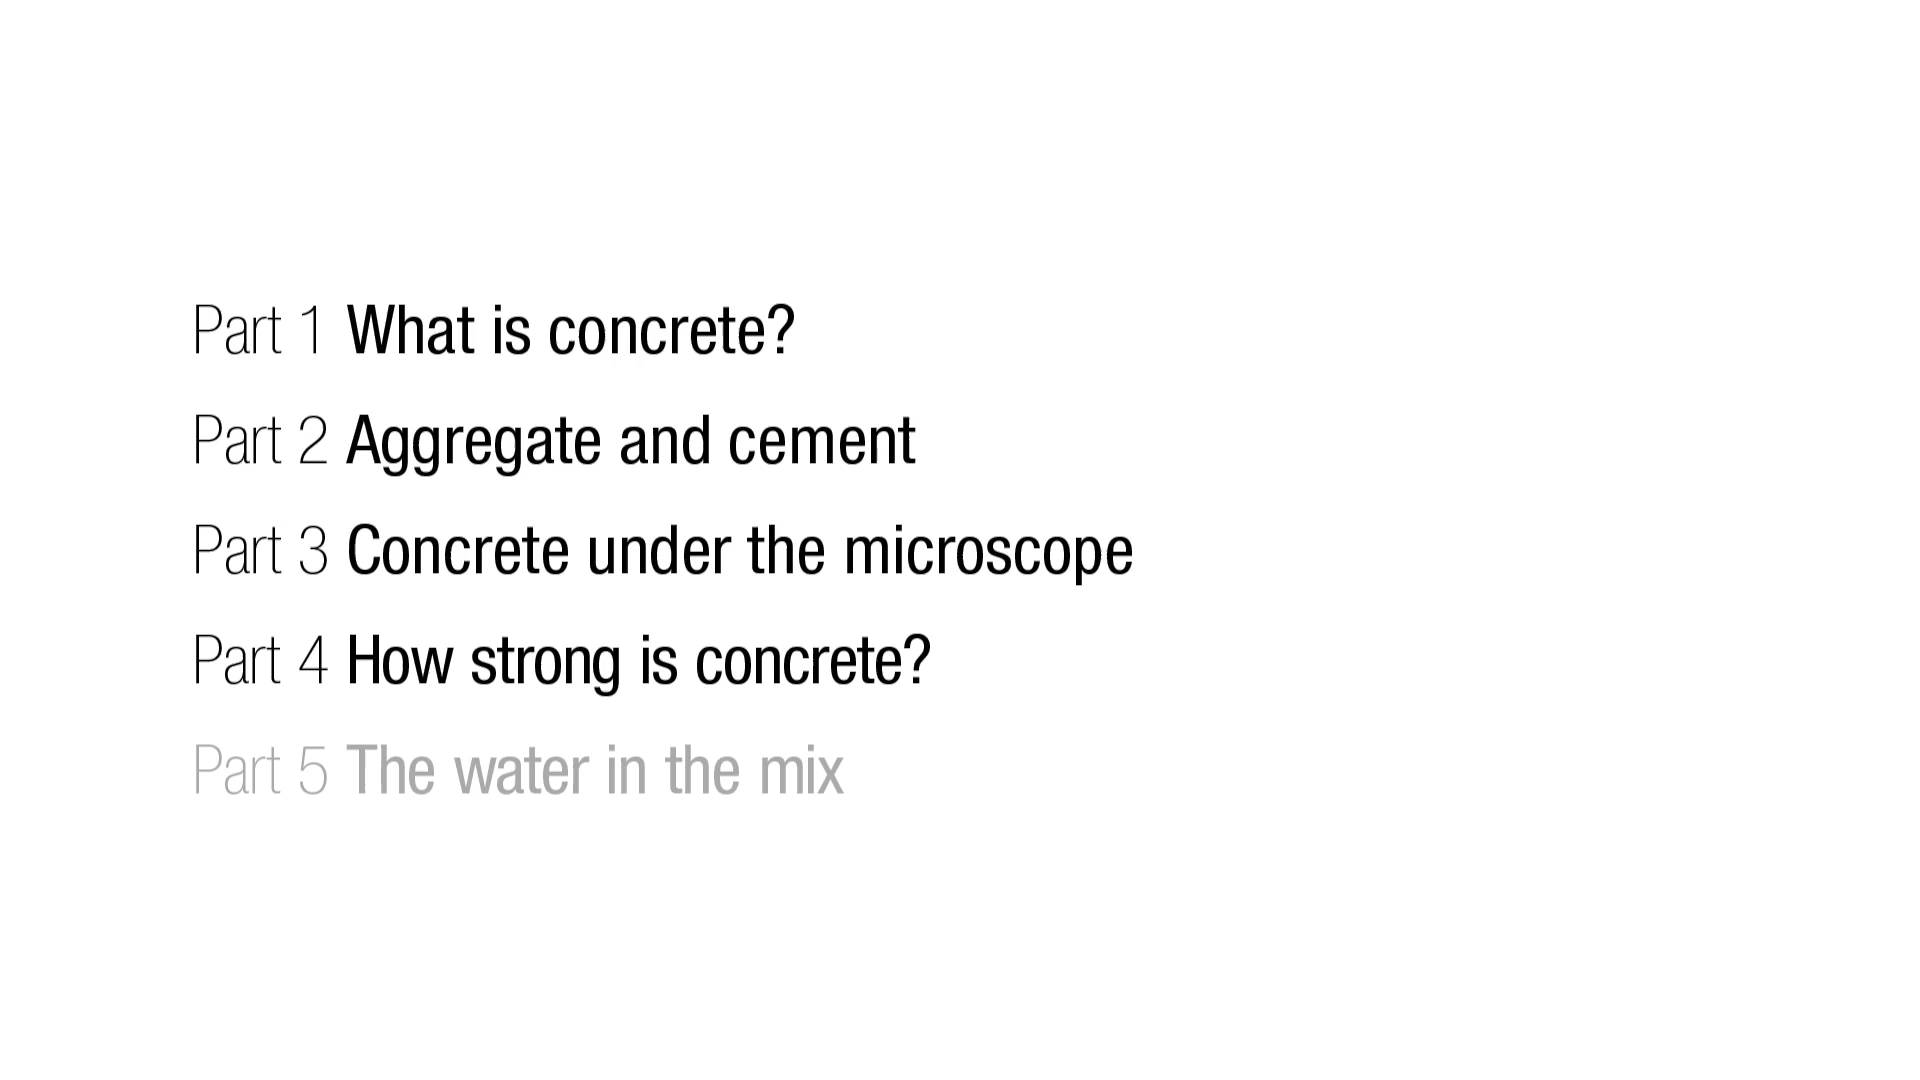 Part 1 What is concrete?
Part 2 Aggregate and cement
Part 3 Concrete under the microscope
Part 4 How strong is concrete?
Part 5 The water in the mix